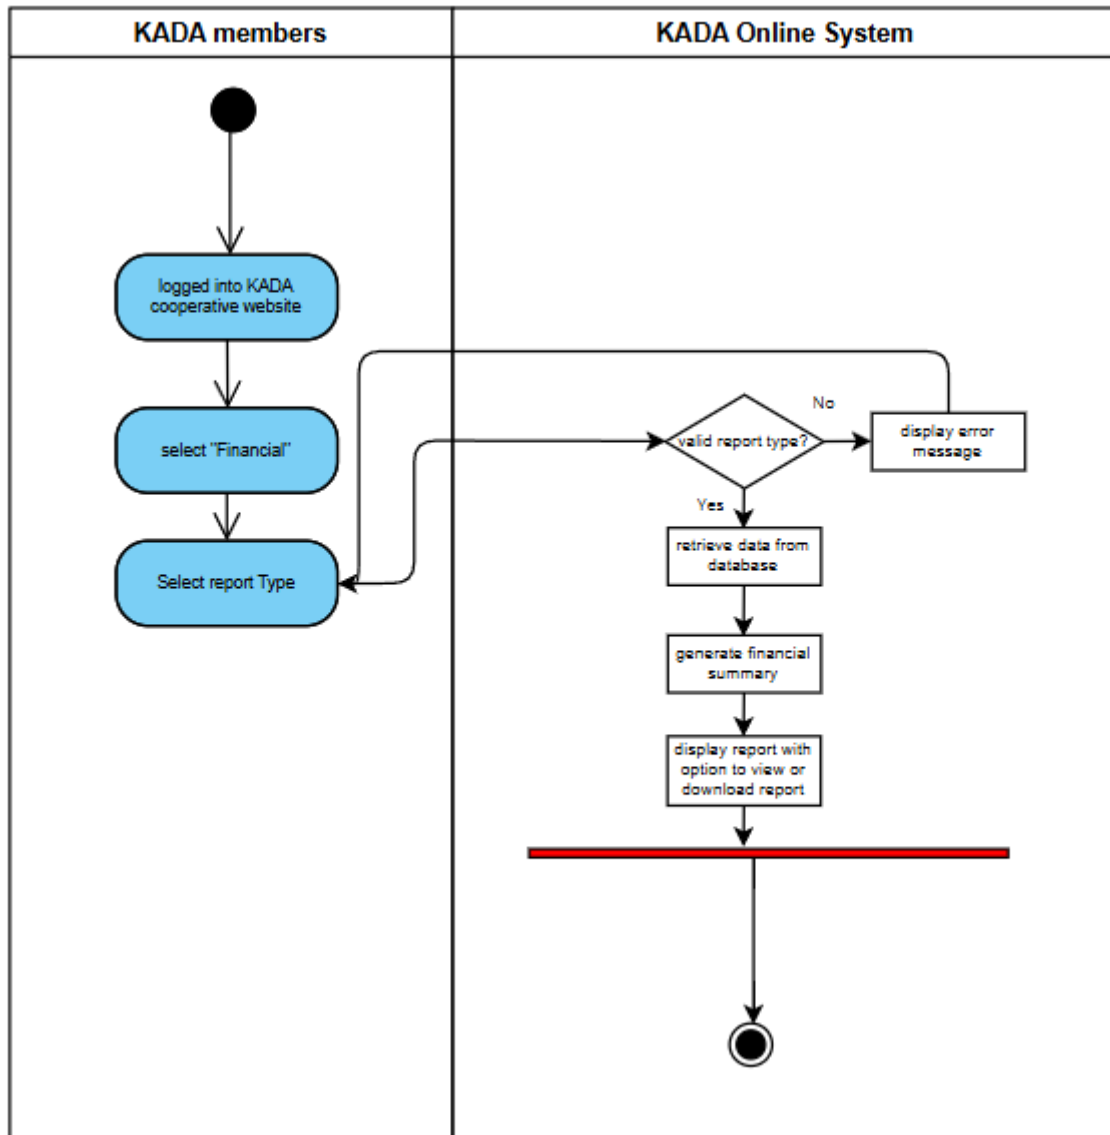 KADA members
KADA Online System
logged into KADA
cooperative website
select "Financial"
Select report Type
valid report type?
No
display error
message
Yes
retrieve data from
database
generate financial
summary
display report with
option to view or
download report